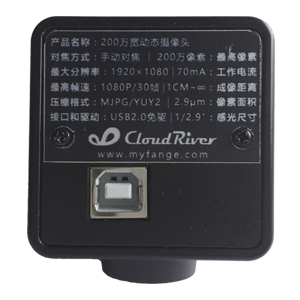 产品名称：200万宽动态摄像头
对焦方式：手动对焦 | 200万像素：最高像素
最大分辨率：1920×1080 | 70mA：工作电流
最高帧速：1080P/30帧 | 1CM~∞：成像距离
压缩格式：MJPG/YUY2 | 2.9μm：像素面积
接口和驱动：USB2.0免驱 | 1/2.9"：感光尺寸
CloudRiver
www.myfange.com